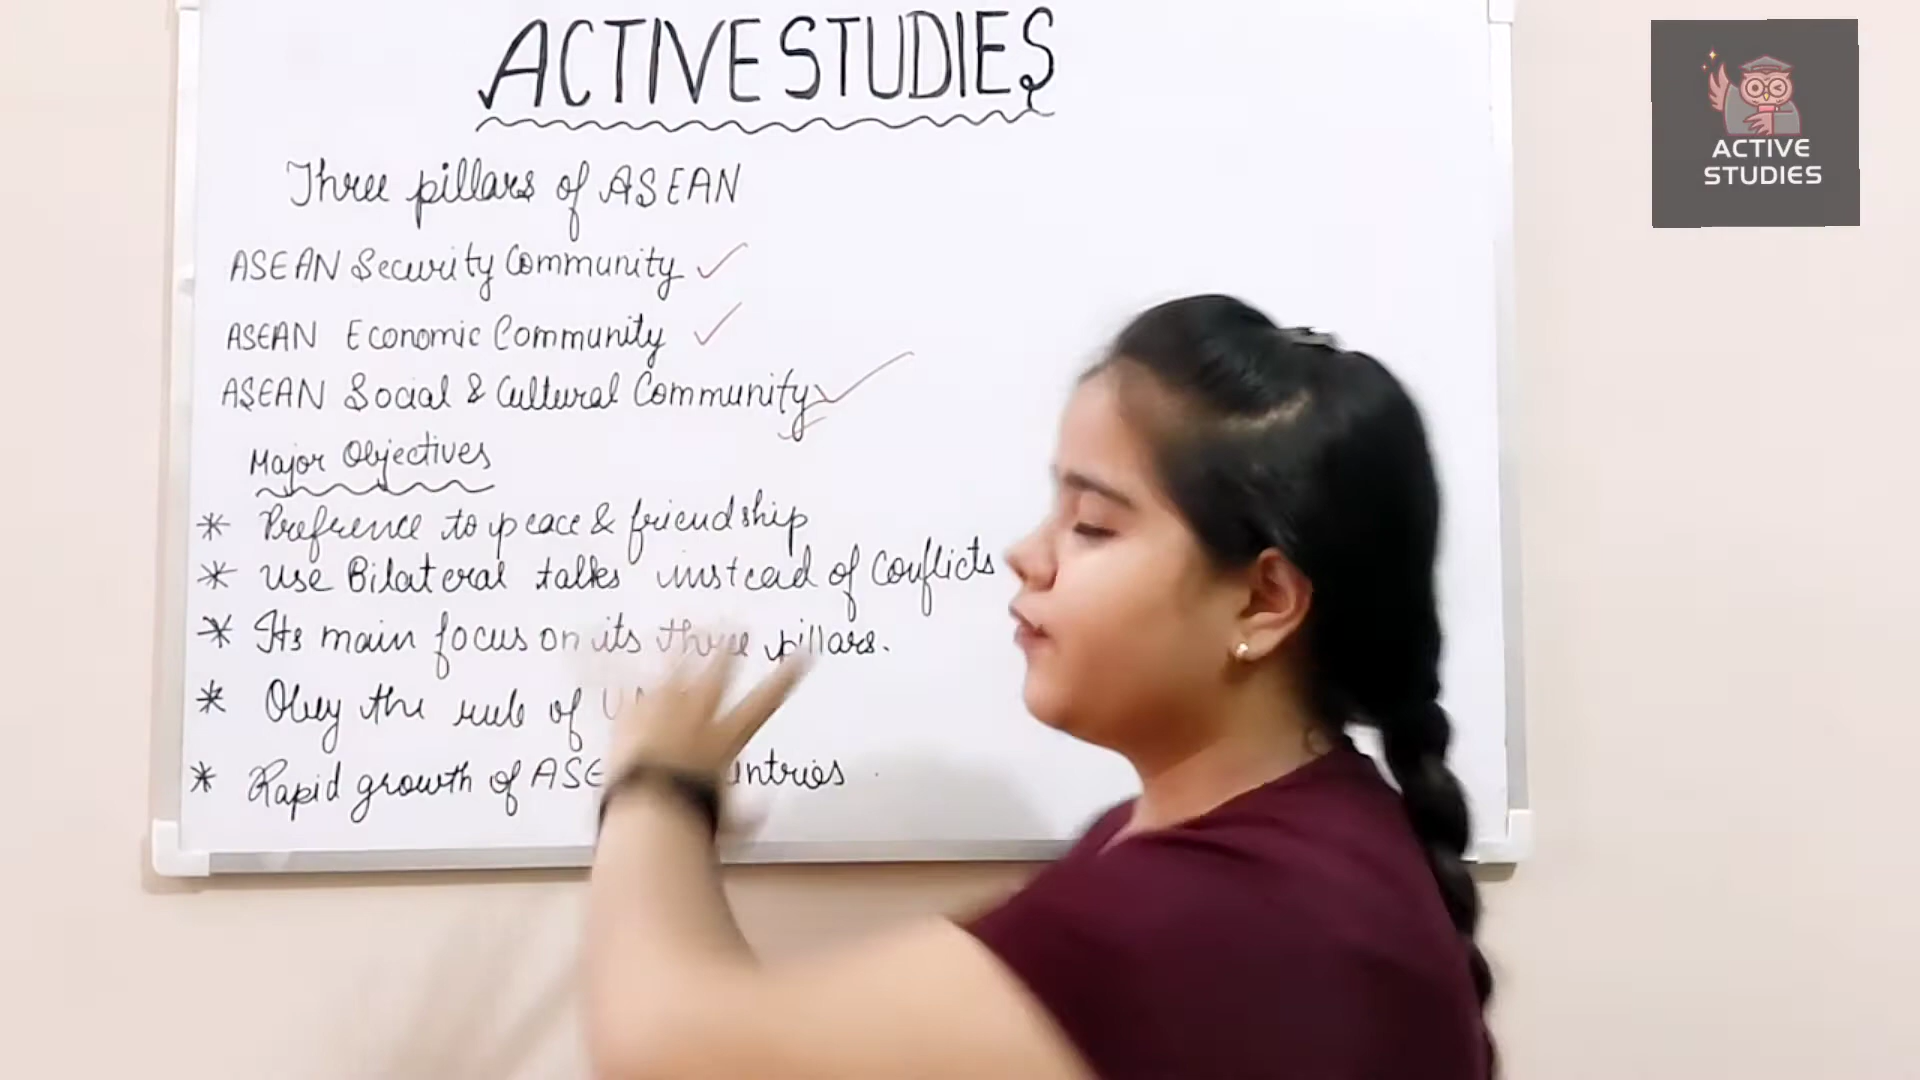 ACTIVE STUDIES
Three pillars of ASEAN
ASEAN Security Community
ASEAN Economic Community
ASEAN Social & Cultural Community
Major Objectives
* Prefrence to peace & friendship
* Use Bilateral talks instead of Conflicts
* Its main focus on its three pillars.
* Obey the rule of
* Rapid growth of
ACTIVE
STUDIES